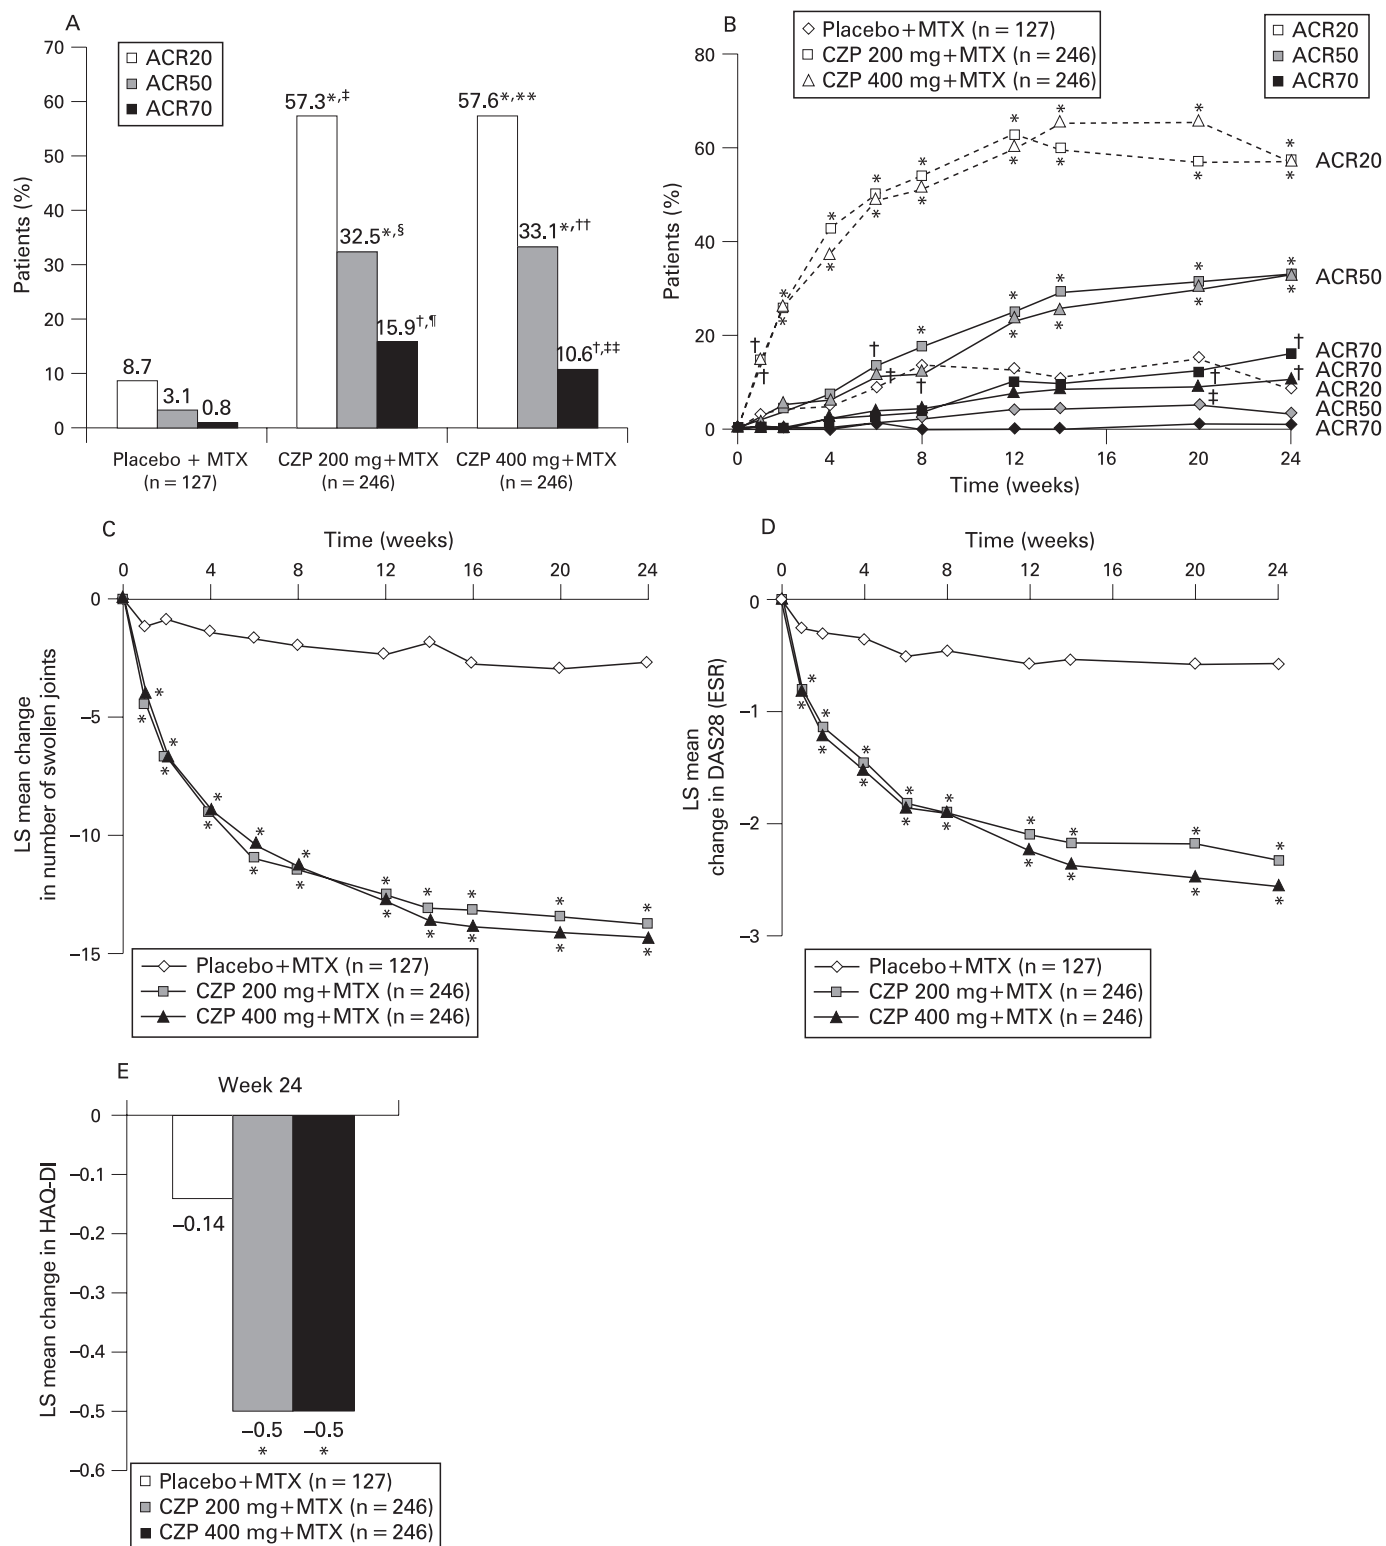 A
70
60
50
40
30
20
10
0
Patients (%)
ACR20
ACR50
ACR70
8.7
3.1
0.8
57.3*,‡
32.5*,§
15.9†,¶
57.6*,**
33.1*,††
10.6†,‡‡
Placebo + MTX
(n = 127)
CZP 200 mg+MTX
(n = 246)
CZP 400 mg+MTX
(n = 246)
B
Placebo+MTX (n = 127)
CZP 200 mg+MTX (n = 246)
CZP 400 mg+MTX (n = 246)
ACR20
ACR50
ACR70
80
60
40
20
0
Patients (%)
ACR20
ACR50
ACR70
ACR70
ACR20
ACR50
ACR70
0 4 8 12 16 20 24
Time (weeks)
C
Time (weeks)
0 4 8 12 16 20 24
0
–5
–10
–15
LS mean change
in number of swollen joints
Placebo+MTX (n = 127)
CZP 200 mg+MTX (n = 246)
CZP 400 mg+MTX (n = 246)
D
Time (weeks)
0 4 8 12 16 20 24
0
–1
–2
–3
LS mean
change in DAS28 (ESR)
Placebo+MTX (n = 127)
CZP 200 mg+MTX (n = 246)
CZP 400 mg+MTX (n = 246)
E
Week 24
0
–0.1
–0.2
–0.3
–0.4
–0.5
–0.6
LS mean change in HAQ-DI
–0.14
–0.5
*
–0.5
*
Placebo+MTX (n = 127)
CZP 200 mg+MTX (n = 246)
CZP 400 mg+MTX (n = 246)